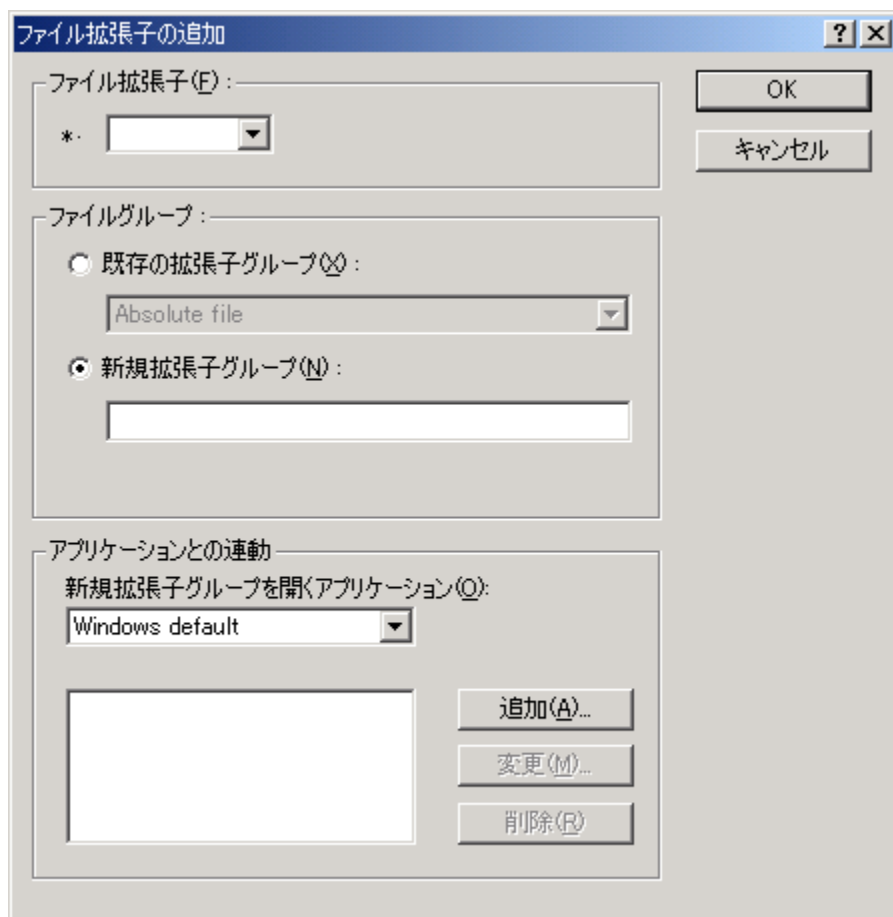 ファイル拡張子の追加
ファイル拡張子(F) :
*.
OK
キャンセル
ファイルグループ :
既存の拡張子グループ(X) :
Absolute file
新規拡張子グループ(N) :
アプリケーションとの連動
新規拡張子グループを開くアプリケーション(O):
Windows default
追加(A)...
変更(M)...
削除(R)